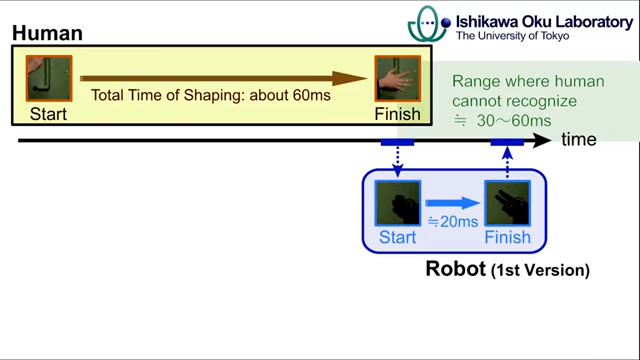 Human
Ishikawa Oku Laboratory
The University of Tokyo
Total Time of Shaping: about 60ms
Start
Finish
Range where human
cannot recognize
≒ 30～60ms
time
≒20ms
Start
Finish
Robot (1st Version)